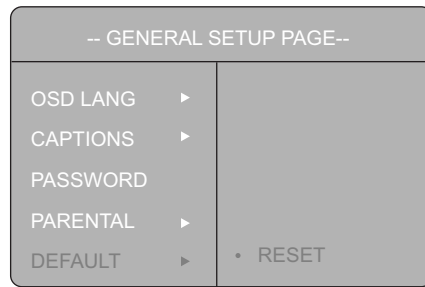 -- GENERAL SETUP PAGE--
OSD LANG
CAPTIONS
PASSWORD
PARENTAL
DEFAULT
• RESET